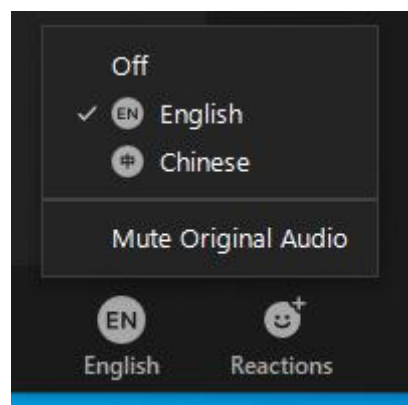 Off
EN English
中 Chinese
Mute Original Audio
EN
English
Reactions